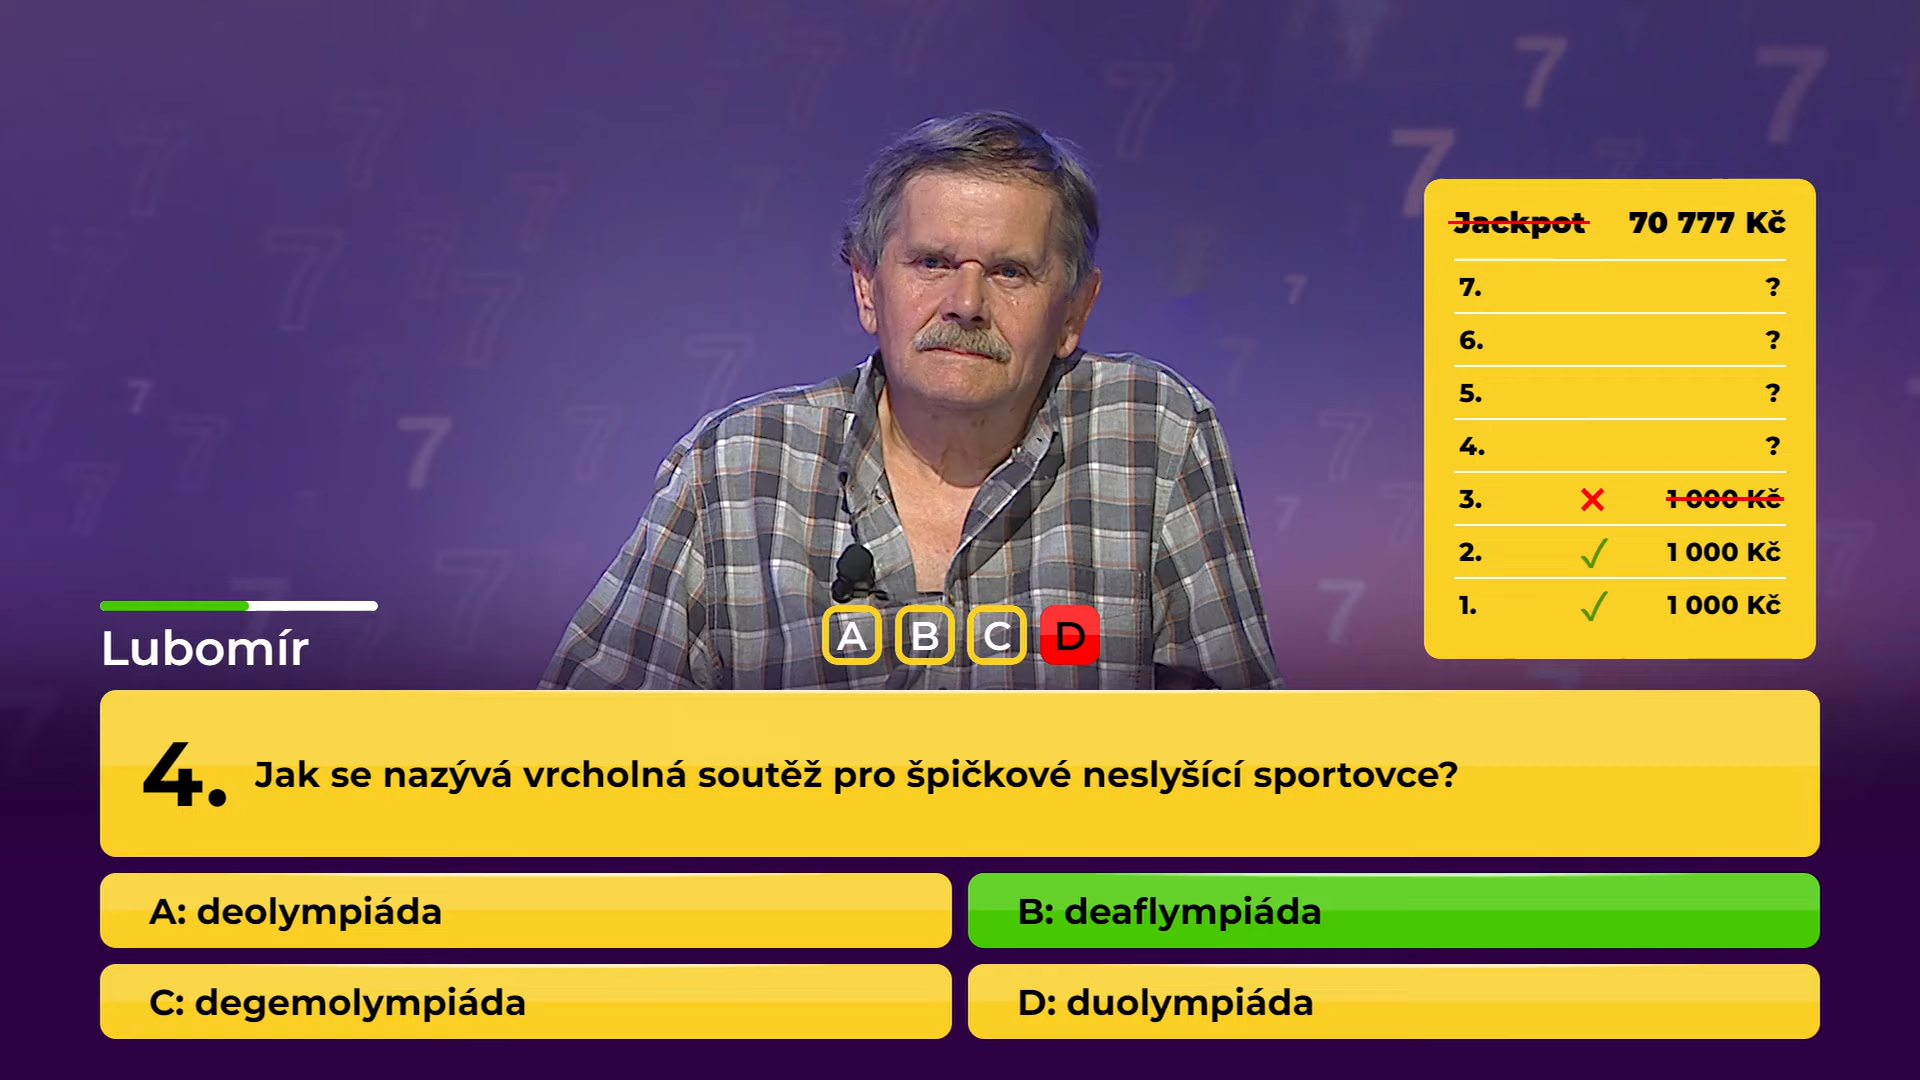 Jackpot 70 777 Kč
7. ?
6. ?
5. ?
4. ?
3. 1 000 Kč
2. 1 000 Kč
1. 1 000 Kč
Lubomír
A B C D
4. Jak se nazývá vrcholná soutěž pro špičkové neslyšící sportovce?
A: deolympiáda
B: deaflympiáda
C: degemolympiáda
D: duolympiáda